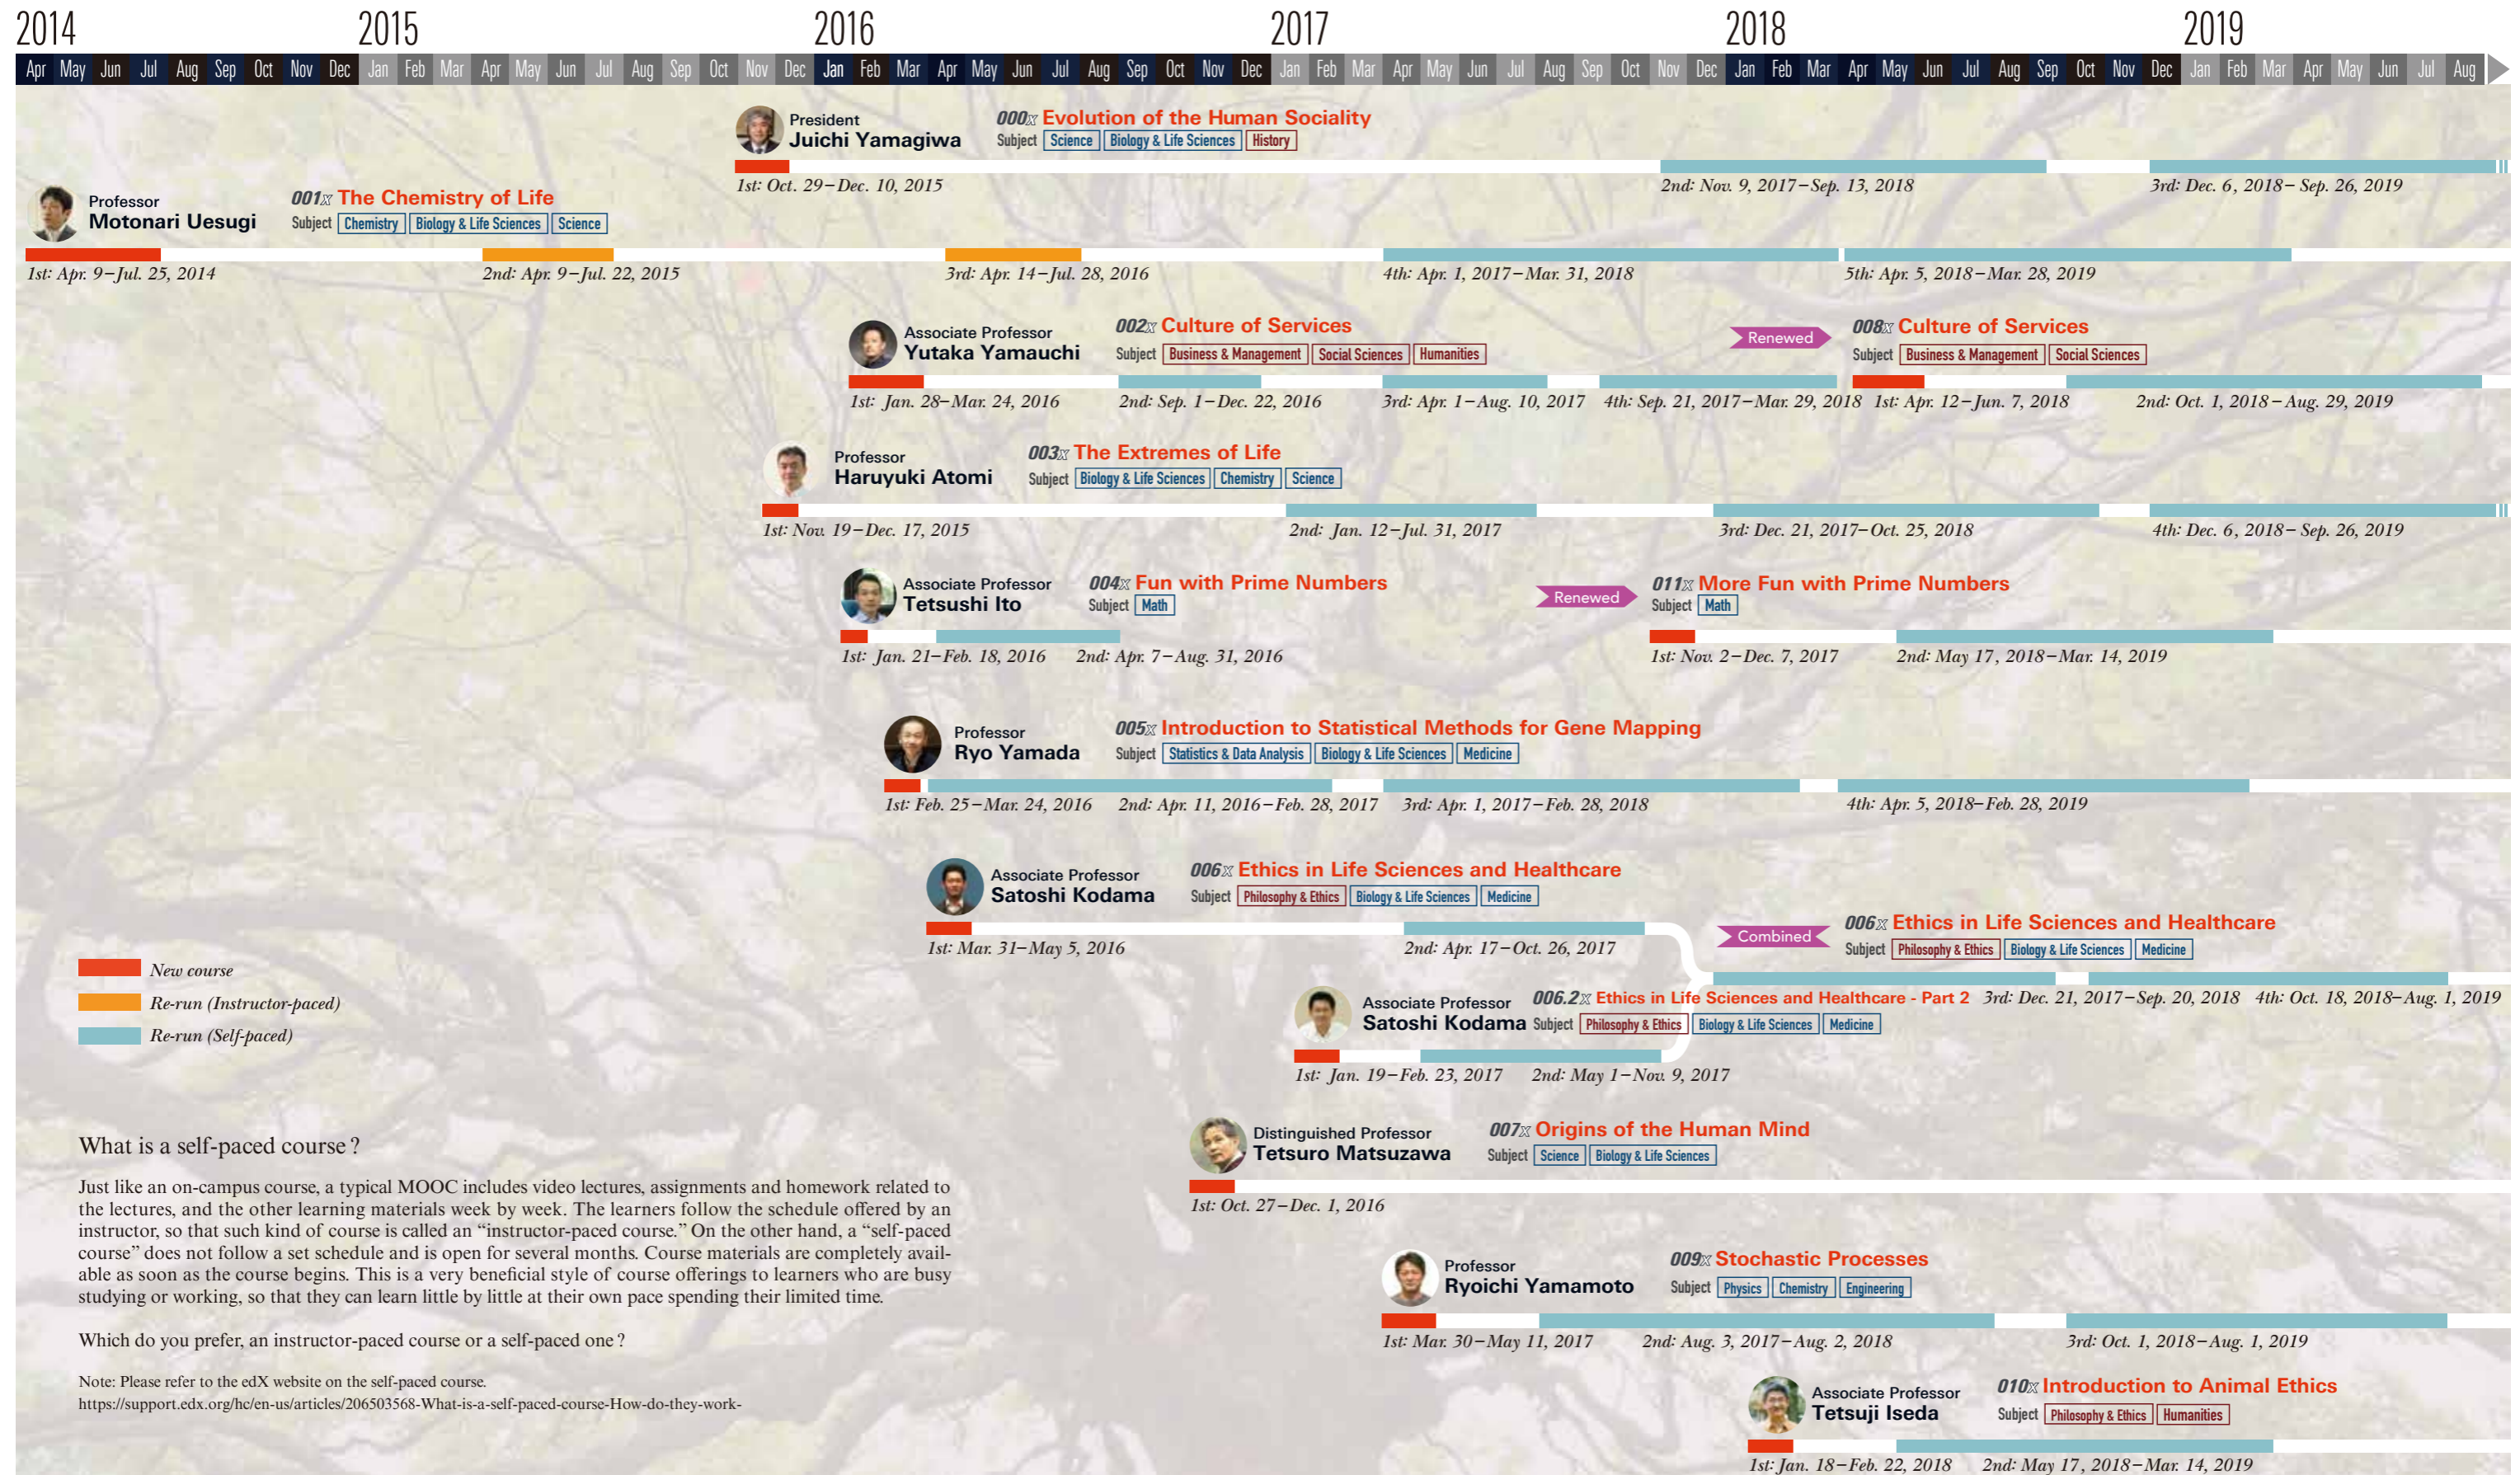 2014 2015 2016 2017 2018 2019
Apr May Jun Jul Aug Sep Oct Nov Dec Jan Feb Mar Apr May Jun Jul Aug Sep Oct Nov Dec Jan Feb Mar Apr May Jun Jul Aug Sep Oct Nov Dec Jan Feb Mar Apr May Jun Jul Aug Sep Oct Nov Dec Jan Feb Mar Apr May Jun Jul Aug Sep Oct Nov Dec Jan Feb Mar Apr May Jun Jul Aug
President
Juichi Yamagiwa
000x Evolution of the Human Sociality
Subject Science Biology & Life Sciences History
1st: Oct. 29–Dec. 10, 2015
2nd: Nov. 9, 2017–Sep. 13, 2018
3rd: Dec. 6, 2018– Sep. 26, 2019
Professor
Motonari Uesugi
001x The Chemistry of Life
Subject Chemistry Biology & Life Sciences Science
1st: Apr. 9–Jul. 25, 2014
2nd: Apr. 9–Jul. 22, 2015
3rd: Apr. 14–Jul. 28, 2016
4th: Apr. 1, 2017–Mar. 31, 2018
5th: Apr. 5, 2018–Mar. 28, 2019
Associate Professor
Yutaka Yamauchi
002x Culture of Services
Subject Business & Management Social Sciences Humanities
Renewed
008x Culture of Services
Subject Business & Management Social Sciences
1st: Jan. 28–Mar. 24, 2016
2nd: Sep. 1–Dec. 22, 2016
3rd: Apr. 1–Aug. 10, 2017
4th: Sep. 21, 2017–Mar. 29, 2018
1st: Apr. 12–Jun. 7, 2018
2nd: Oct. 1, 2018–Aug. 29, 2019
Professor
Haruyuki Atomi
003x The Extremes of Life
Subject Biology & Life Sciences Chemistry Science
1st: Nov. 19–Dec. 17, 2015
2nd: Jan. 12–Jul. 31, 2017
3rd: Dec. 21, 2017–Oct. 25, 2018
4th: Dec. 6, 2018– Sep. 26, 2019
Associate Professor
Tetsushi Ito
004x Fun with Prime Numbers
Subject Math
Renewed
011x More Fun with Prime Numbers
Subject Math
1st: Jan. 21–Feb. 18, 2016
2nd: Apr. 7–Aug. 31, 2016
1st: Nov. 2–Dec. 7, 2017
2nd: May 17, 2018–Mar. 14, 2019
Professor
Ryo Yamada
005x Introduction to Statistical Methods for Gene Mapping
Subject Statistics & Data Analysis Biology & Life Sciences Medicine
1st: Feb. 25–Mar. 24, 2016
2nd: Apr. 11, 2016–Feb. 28, 2017
3rd: Apr. 1, 2017–Feb. 28, 2018
4th: Apr. 5, 2018–Feb. 28, 2019
Associate Professor
Satoshi Kodama
006x Ethics in Life Sciences and Healthcare
Subject Philosophy & Ethics Biology & Life Sciences Medicine
1st: Mar. 31–May 5, 2016
2nd: Apr. 17–Oct. 26, 2017
Combined
006x Ethics in Life Sciences and Healthcare
Subject Philosophy & Ethics Biology & Life Sciences Medicine
3rd: Dec. 21, 2017–Sep. 20, 2018
4th: Oct. 18, 2018–Aug. 1, 2019
Associate Professor
Satoshi Kodama
006.2x Ethics in Life Sciences and Healthcare - Part 2
Subject Philosophy & Ethics Biology & Life Sciences Medicine
1st: Jan. 19–Feb. 23, 2017
2nd: May 1–Nov. 9, 2017
New course
Re-run (Instructor-paced)
Re-run (Self-paced)
Distinguished Professor
Tetsuro Matsuzawa
007x Origins of the Human Mind
Subject Science Biology & Life Sciences
1st: Oct. 27–Dec. 1, 2016
Professor
Ryoichi Yamamoto
009x Stochastic Processes
Subject Physics Chemistry Engineering
1st: Mar. 30–May 11, 2017
2nd: Aug. 3, 2017–Aug. 2, 2018
3rd: Oct. 1, 2018–Aug. 1, 2019
Associate Professor
Tetsuji Iseda
010x Introduction to Animal Ethics
Subject Philosophy & Ethics Humanities
1st: Jan. 18–Feb. 22, 2018
2nd: May 17, 2018–Mar. 14, 2019
What is a self-paced course ?
Just like an on-campus course, a typical MOOC includes video lectures, assignments and homework related to
the lectures, and the other learning materials week by week. The learners follow the schedule offered by an
instructor, so that such kind of course is called an “instructor-paced course.” On the other hand, a “self-paced
course” does not follow a set schedule and is open for several months. Course materials are completely avail-
able as soon as the course begins. This is a very beneficial style of course offerings to learners who are busy
studying or working, so that they can learn little by little at their own pace spending their limited time.
Which do you prefer, an instructor-paced course or a self-paced one ?
Note: Please refer to the edX website on the self-paced course.
https://support.edx.org/hc/en-us/articles/206503568-What-is-a-self-paced-course-How-do-they-work-